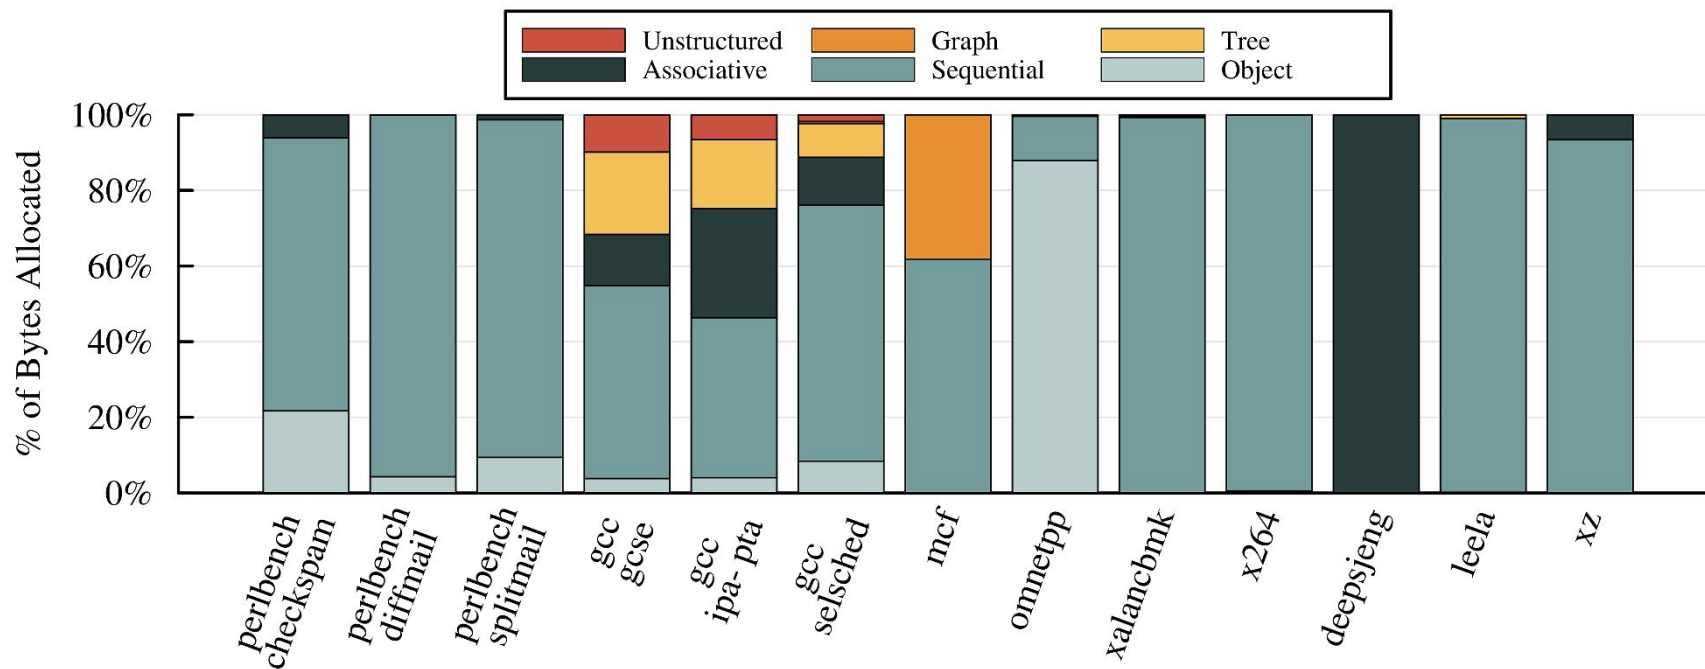 Unstructured Graph Tree
Associative Sequential Object
% of Bytes Allocated
100%
80%
60%
40%
20%
0%
perlbench
checkspam
perlbench
diffmail
perlbench
splitmail
gcc
gcse
gcc
ipa- pta
gcc
selsched
mcf
omnetpp
xalancbmk
x264
deepsjeng
leela
xz